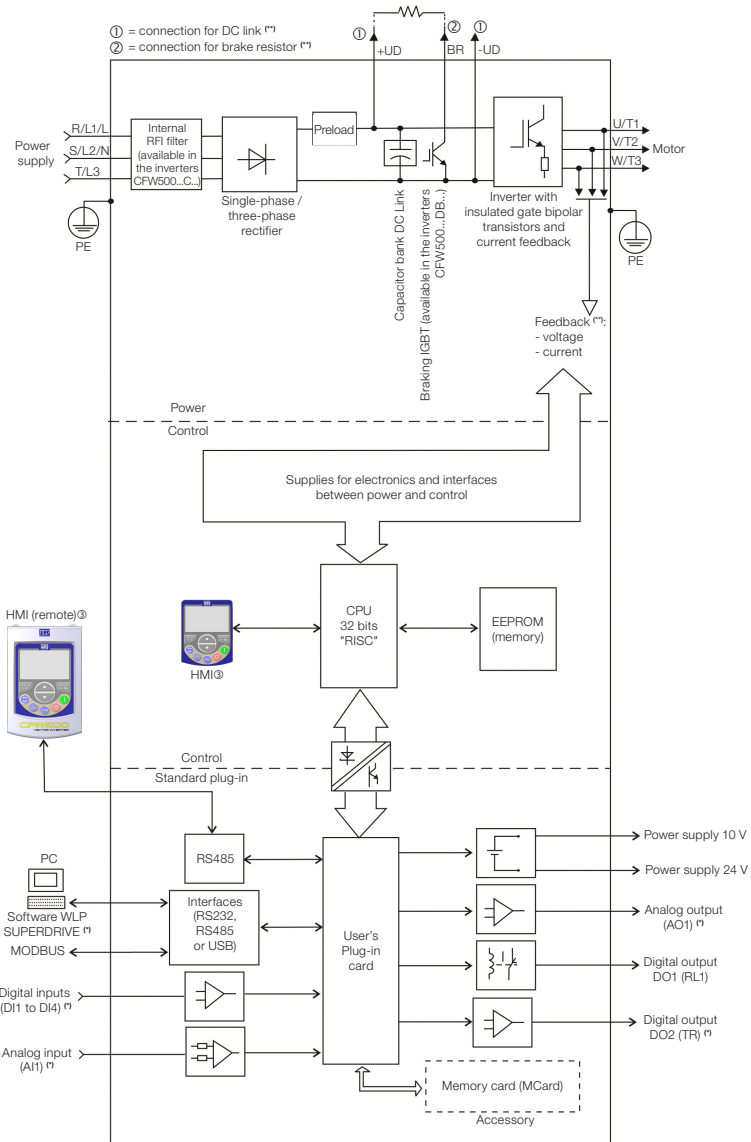 ① = connection for DC link (**)
② = connection for brake resistor (**)
① ② ①
+UD BR -UD
Power
supply
R/L1/L
S/L2/N
T/L3
PE
Internal
RFI filter
(available in
the inverters
CFW500...C...)
Single-phase /
three-phase
rectifier
Preload
Capacitor bank DC Link
Braking IGBT (available in the inverters
CFW500...DB...)
Inverter with
insulated gate bipolar
transistors and
current feedback
U/T1
V/T2
W/T3
Motor
PE
Feedback (**):
- voltage
- current
Power
Control
Supplies for electronics and interfaces
between power and control
HMI (remote)③
CFW500
VECTOR INVERTER
HMI③
CPU
32 bits
"RISC"
EEPROM
(memory)
Control
Standard plug-in
PC
Software WLP
SUPERDRIVE (*)
MODBUS
Digital inputs
(DI1 to DI4) (*)
Analog input
(AI1) (*)
RS485
Interfaces
(RS232,
RS485
or USB)
User's
Plug-in
card
Power supply 10 V
Power supply 24 V
Analog output
(AO1) (*)
Digital output
DO1 (RL1)
Digital output
DO2 (TR) (*)
Memory card (MCard)
Accessory